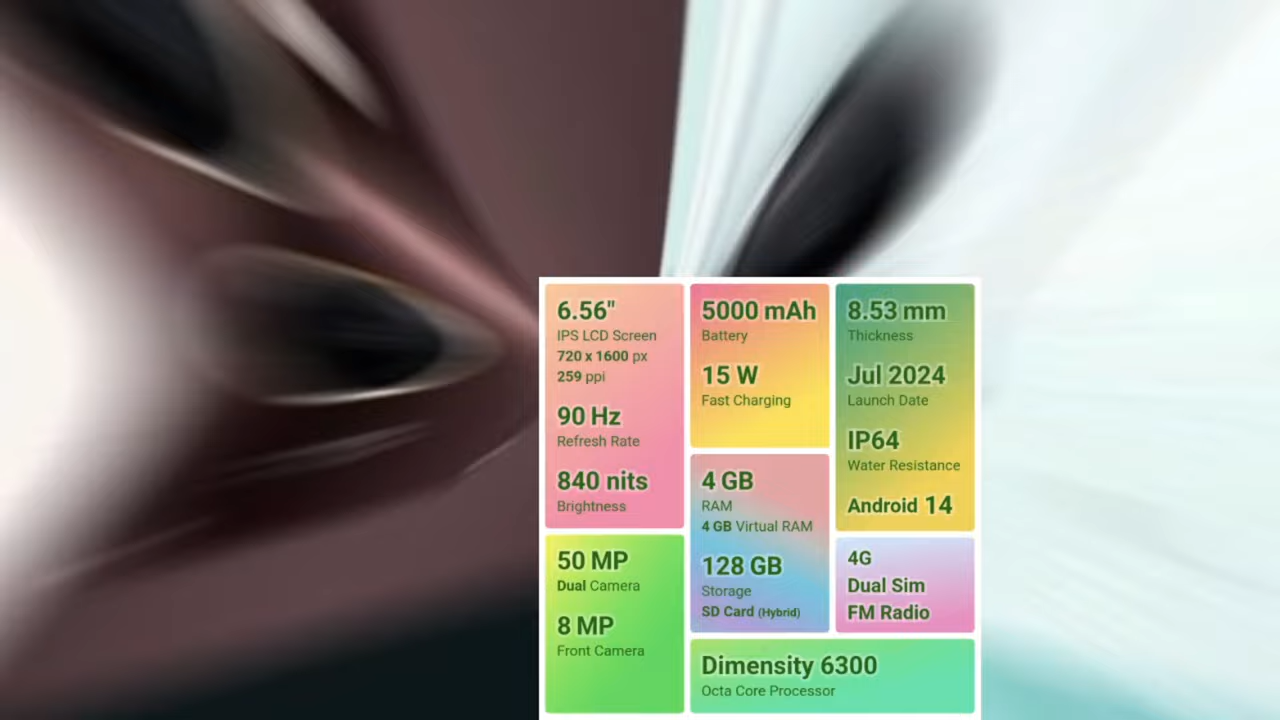 6.56"
IPS LCD Screen
720 x 1600 px
259 ppi
90 Hz
Refresh Rate
840 nits
Brightness
50 MP
Dual Camera
8 MP
Front Camera
5000 mAh
Battery
15 W
Fast Charging
4 GB
RAM
4 GB Virtual RAM
128 GB
Storage
SD Card (Hybrid)
8.53 mm
Thickness
Jul 2024
Launch Date
IP64
Water Resistance
Android 14
4G
Dual Sim
FM Radio
Dimensity 6300
Octa Core Processor